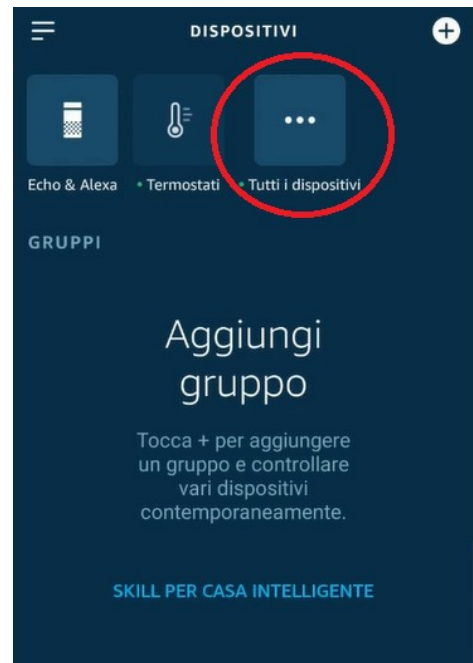 DISPOSITIVI
Echo & Alexa
• Termostati
• Tutti i dispositivi
GRUPPI
Aggiungi
gruppo
Tocca + per aggiungere
un gruppo e controllare
vari dispositivi
contemporaneamente.
SKILL PER CASA INTELLIGENTE